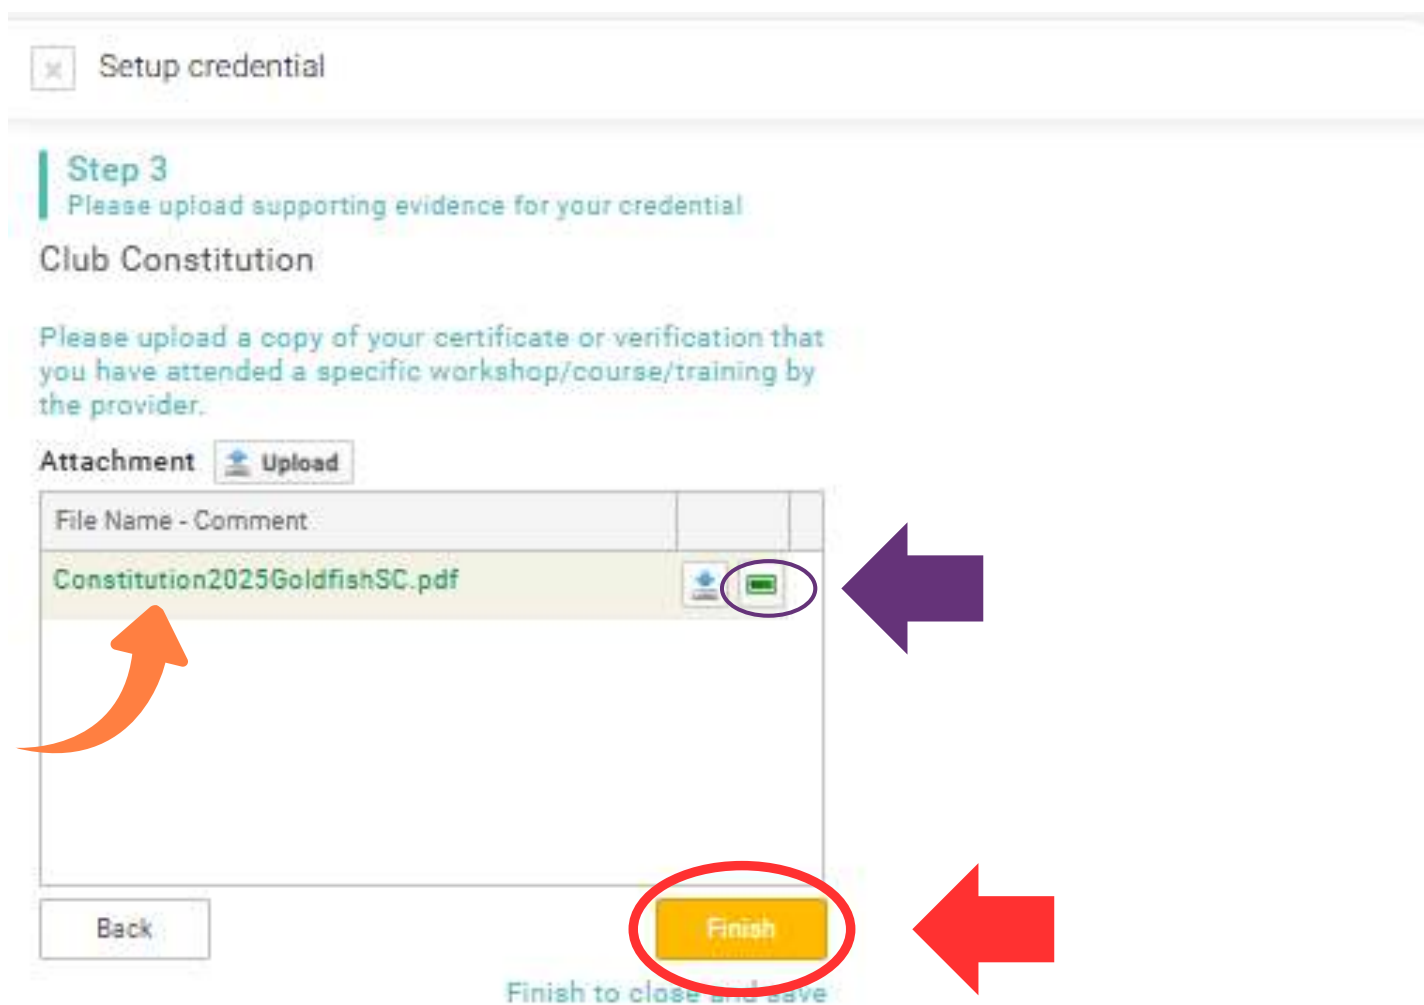 Setup credential
Step 3
Please upload supporting evidence for your credential
Club Constitution
Please upload a copy of your certificate or verification that
you have attended a specific workshop/course/training by
the provider.
Attachment Upload
File Name - Comment
Constitution2025GoldfishSC.pdf
Back Finish
Finish to close and save